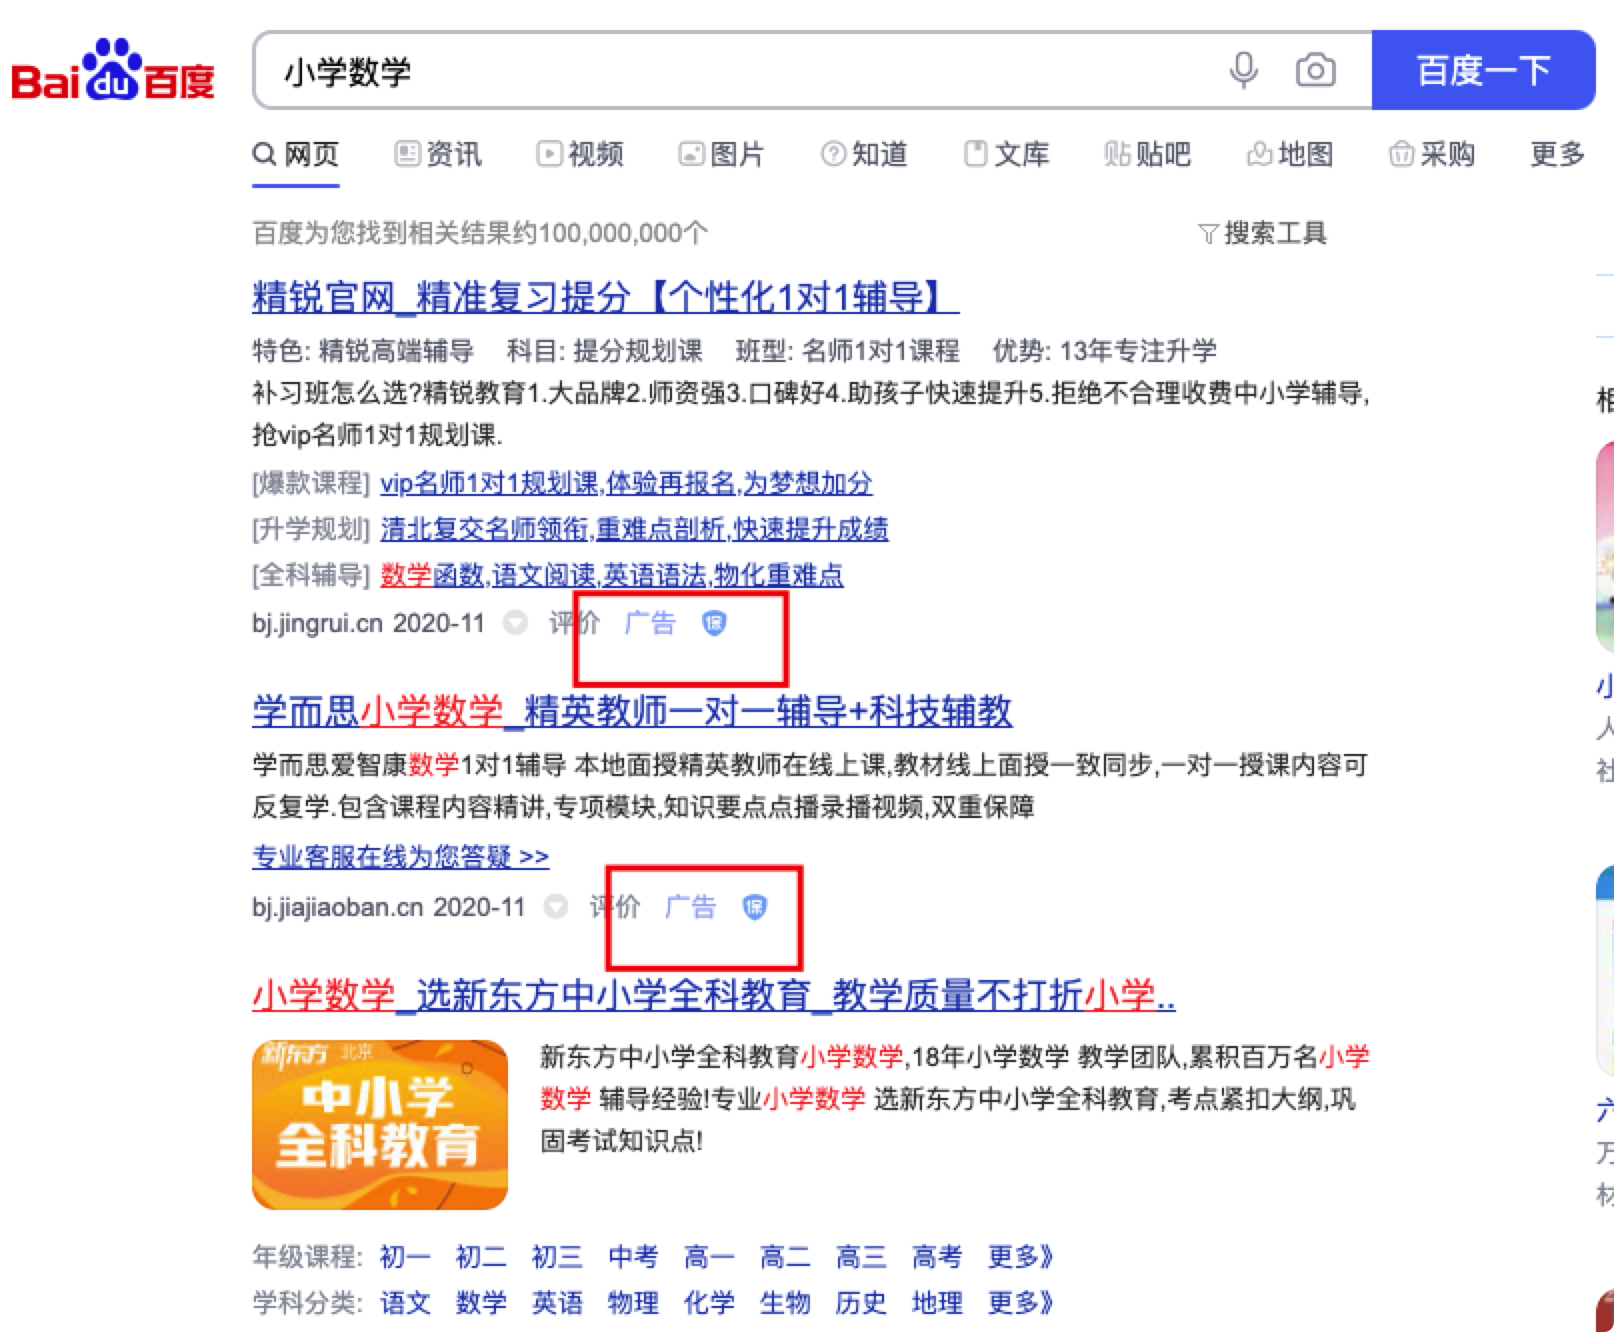 Bai du 百度
小学数学
百度一下
网页 资讯 视频 图片 知道 文库 贴 贴吧 地图 采购 更多
百度为您找到相关结果约100,000,000个 搜索工具
精锐官网_精准复习提分【个性化1对1辅导】
特色: 精锐高端辅导 科目: 提分规划课 班型: 名师1对1课程 优势: 13年专注升学
补习班怎么选?精锐教育1.大品牌2.师资强3.口碑好4.助孩子快速提升5.拒绝不合理收费中小学辅导,
抢vip名师1对1规划课.
[爆款课程] vip名师1对1规划课,体验再报名,为梦想加分
[升学规划] 清北复交名师领衔,重难点剖析,快速提升成绩
[全科辅导] 数学函数,语文阅读,英语语法,物化重难点
bj.jingrui.cn 2020-11 评价 广告 保
学而思小学数学_精英教师一对一辅导+科技辅教
学而思爱智康数学1对1辅导 本地面授精英教师在线上课,教材线上面授一致同步,一对一授课内容可
反复学.包含课程内容精讲,专项模块,知识要点点播录播视频,双重保障
专业客服在线为您答疑 >>
bj.jiajiaoban.cn 2020-11 评价 广告 保
小学数学_选新东方中小学全科教育_教学质量不打折小学..
新东方 北京
中小学
全科教育
新东方中小学全科教育小学数学,18年小学数学 教学团队,累积百万名小学
数学 辅导经验!专业小学数学 选新东方中小学全科教育,考点紧扣大纲,巩
固考试知识点!
年级课程: 初一 初二 初三 中考 高一 高二 高三 高考 更多》
学科分类: 语文 数学 英语 物理 化学 生物 历史 地理 更多》